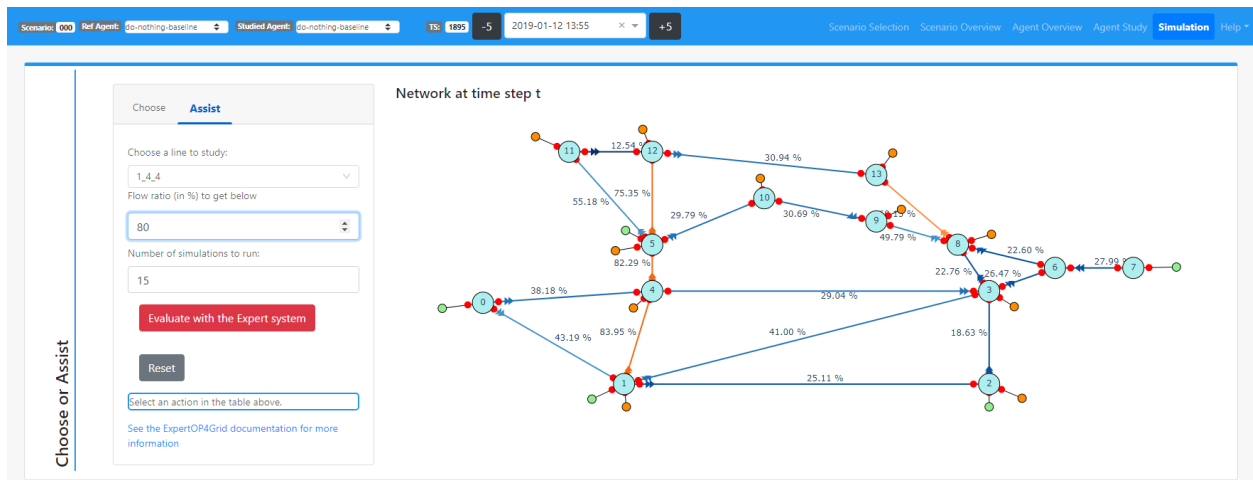 Scenario: 000 Ref Agent: do-nothing-baseline Studied Agent: do-nothing-baseline TS: 1895 -5 2019-01-12 13:55 × +5 Scenario Selection Scenario Overview Agent Overview Agent Study Simulation Help
Choose or Assist
Choose Assist
Choose a line to study:
1_4_4
Flow ratio (in %) to get below
80
Number of simulations to run:
15
Evaluate with the Expert system
Reset
Select an action in the table above.
See the ExpertOP4Grid documentation for more
information
Network at time step t
11 12.54 % 12
30.94 %
13
75.35 %
55.18 %
10
29.79 %
30.69 %
9
49.79 %
5
8
22.60 %
82.29 %
22.76 % 26.47 % 6 27.99 % 7
38.18 %
4
29.04 %
3
0
43.19 % 83.95 %
41.00 %
18.63 %
1
25.11 %
2